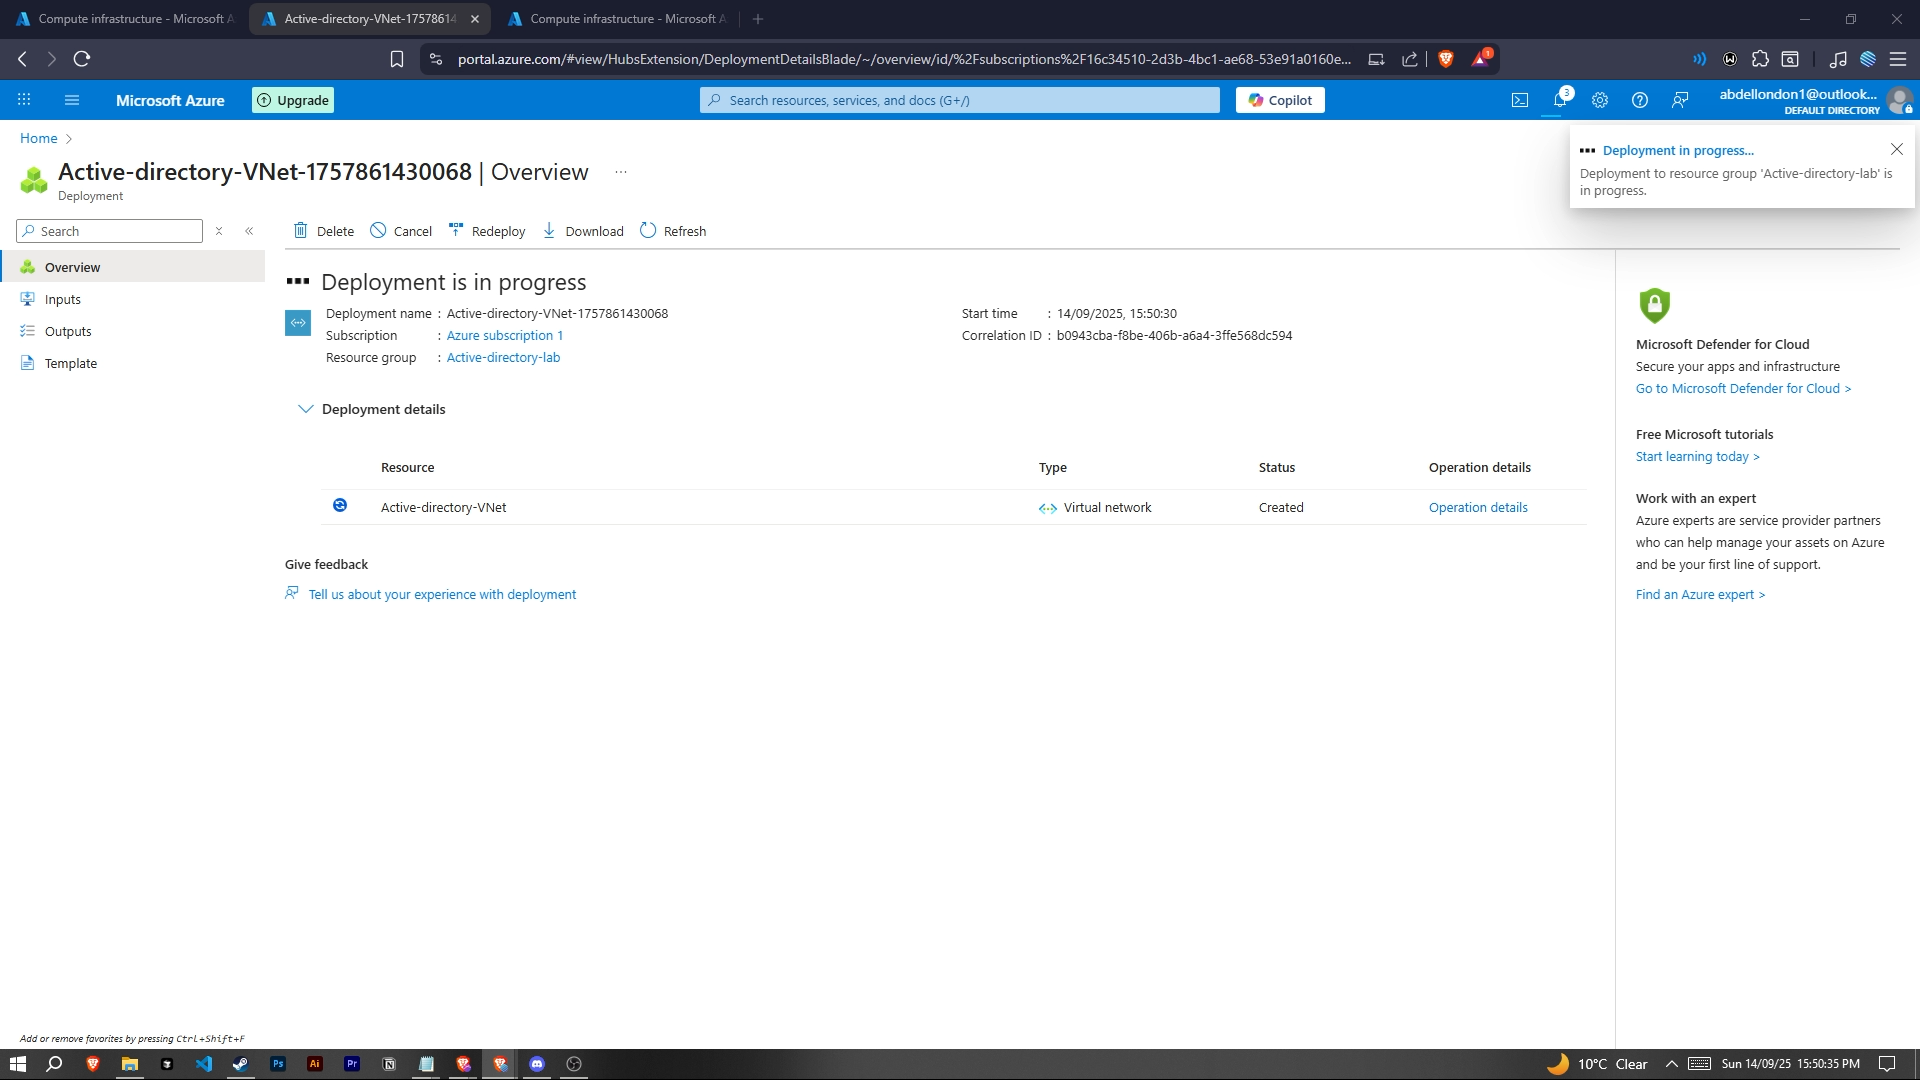 Compute infrastructure - Microsoft A
Active-directory-VNet-17578614
Compute infrastructure - Microsoft A
portal.azure.com/#view/HubsExtension/DeploymentDetailsBlade/~/overview/id/%2Fsubscriptions%2F16c34510-2d3b-4bc1-ae68-53e91a0160e...
1
Microsoft Azure
Upgrade
Search resources, services, and docs (G+/)
Copilot
3
abdellondon1@outlook...
DEFAULT DIRECTORY
Home
Deployment in progress...
Deployment to resource group 'Active-directory-lab' is
in progress.
Active-directory-VNet-1757861430068 | Overview
...
Deployment
Search
Delete
Cancel
Redeploy
Download
Refresh
Overview
Inputs
Outputs
Template
Deployment is in progress
Deployment name : Active-directory-VNet-1757861430068
Subscription : Azure subscription 1
Resource group : Active-directory-lab
Start time : 14/09/2025, 15:50:30
Correlation ID : b0943cba-f8be-406b-a6a4-3ffe568dc594
Deployment details
Resource Type Status Operation details
Active-directory-VNet Virtual network Created Operation details
Give feedback
Tell us about your experience with deployment
Microsoft Defender for Cloud
Secure your apps and infrastructure
Go to Microsoft Defender for Cloud >
Free Microsoft tutorials
Start learning today >
Work with an expert
Azure experts are service provider partners
who can help manage your assets on Azure
and be your first line of support.
Find an Azure expert >
Add or remove favorites by pressing Ctrl+Shift+F
Ps
Ai
Pr
10°C Clear
Sun 14/09/25 15:50:35 PM